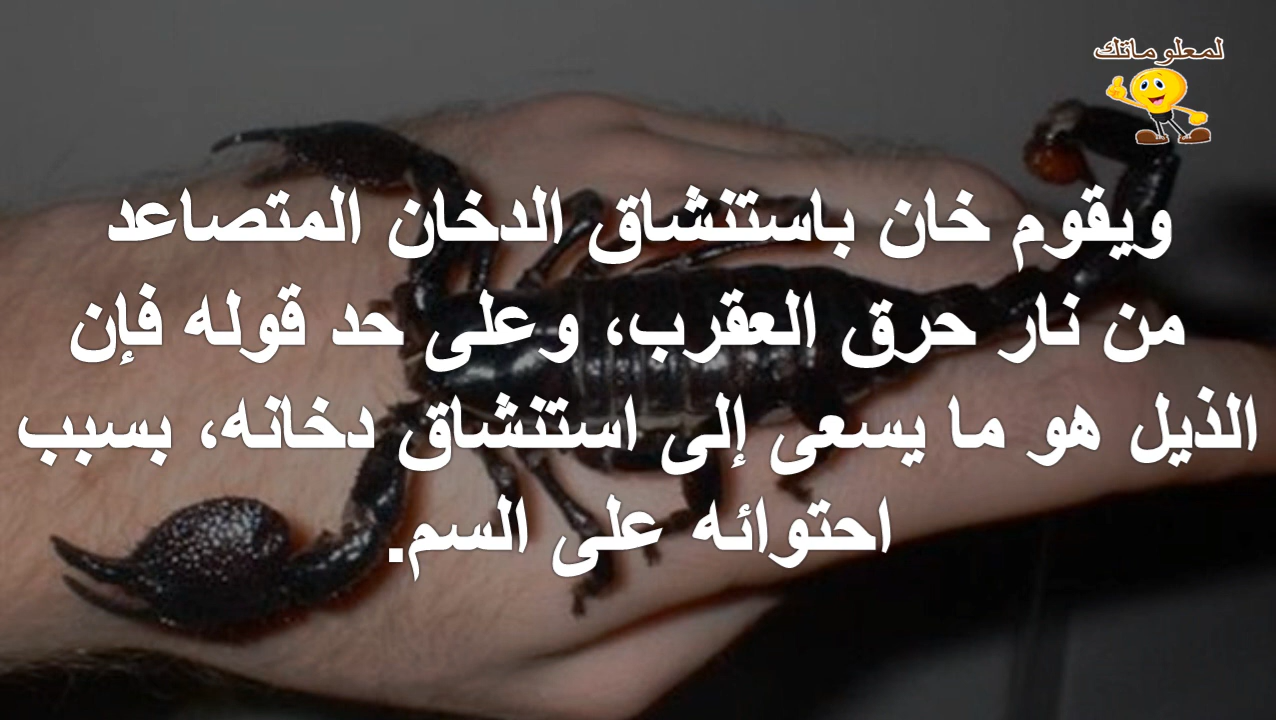 لمعلوماتك
ويقوم خان باستنشاق الدخان المتصاعد
من نار حرق العقرب، وعلى حد قوله فإن
الذيل هو ما يسعى إلى استنشاق دخانه، بسبب
احتوائه على السم.